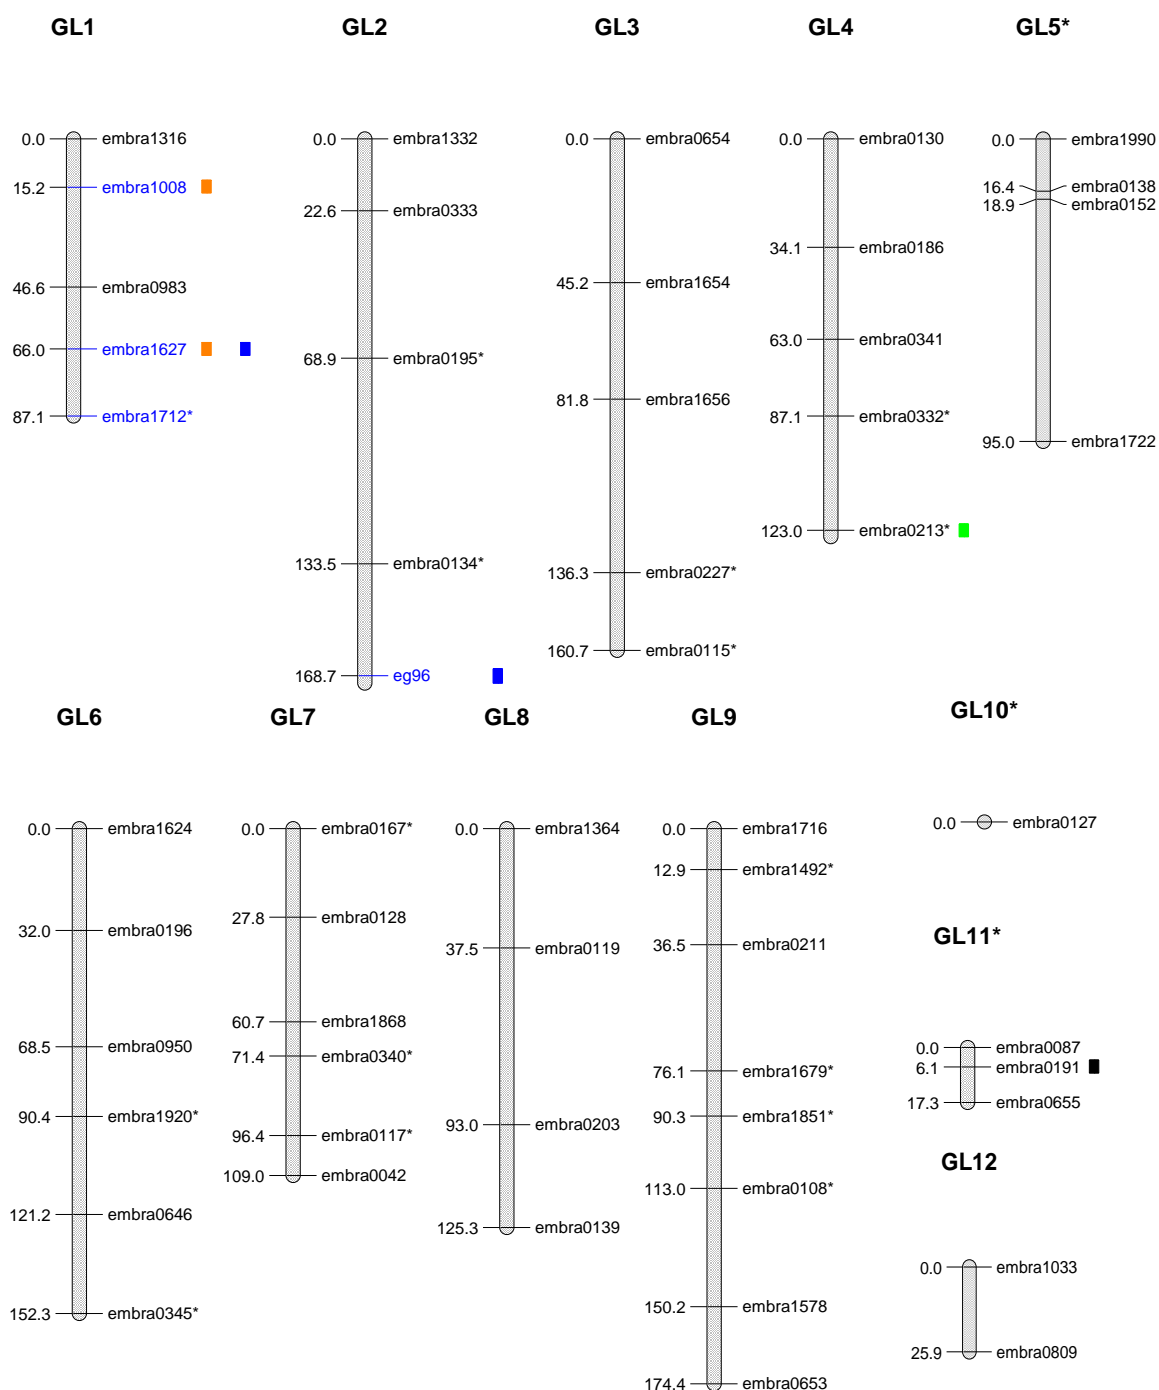 GL1 GL2 GL3 GL4 GL5*
0.0 embra1316
15.2 embra1008
46.6 embra0983
66.0 embra1627
87.1 embra1712*
0.0 embra1332
22.6 embra0333
68.9 embra0195*
133.5 embra0134*
168.7 eg96
0.0 embra0654
45.2 embra1654
81.8 embra1656
136.3 embra0227*
160.7 embra0115*
0.0 embra0130
34.1 embra0186
63.0 embra0341
87.1 embra0332*
123.0 embra0213*
0.0 embra1990
16.4 embra0138
18.9 embra0152
95.0 embra1722
GL6 GL7 GL8 GL9 GL10*
0.0 embra1624
32.0 embra0196
68.5 embra0950
90.4 embra1920*
121.2 embra0646
152.3 embra0345*
0.0 embra0167*
27.8 embra0128
60.7 embra1868
71.4 embra0340*
96.4 embra0117*
109.0 embra0042
0.0 embra1364
37.5 embra0119
93.0 embra0203
125.3 embra0139
0.0 embra1716
12.9 embra1492*
36.5 embra0211
76.1 embra1679*
90.3 embra1851*
113.0 embra0108*
150.2 embra1578
174.4 embra0653
0.0 embra0127
GL11*
0.0 embra0087
6.1 embra0191
17.3 embra0655
GL12
0.0 embra1033
25.9 embra0809